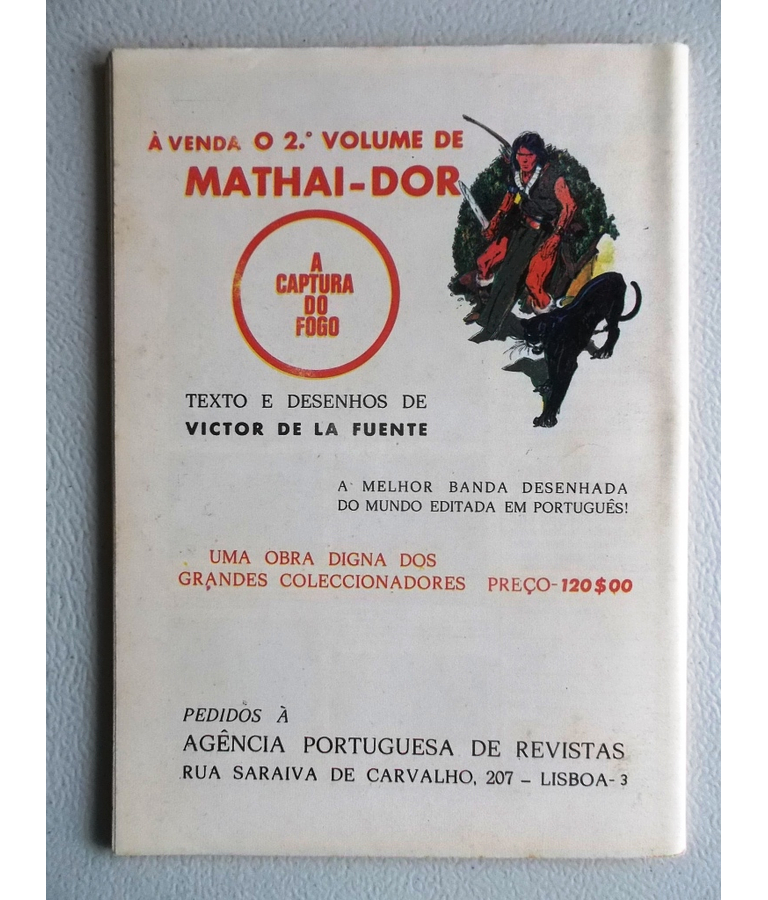 À VENDA O 2.º VOLUME DE
MATHAI-DOR
A
CAPTURA
DO
FOGO
TEXTO E DESENHOS DE
VICTOR DE LA FUENTE
A MELHOR BANDA DESENHADA
DO MUNDO EDITADA EM PORTUGUÊS!
UMA OBRA DIGNA DOS
GRANDES COLECCIONADORES PREÇO-120$00
PEDIDOS À
AGÊNCIA PORTUGUESA DE REVISTAS
RUA SARAIVA DE CARVALHO, 207 – LISBOA-3